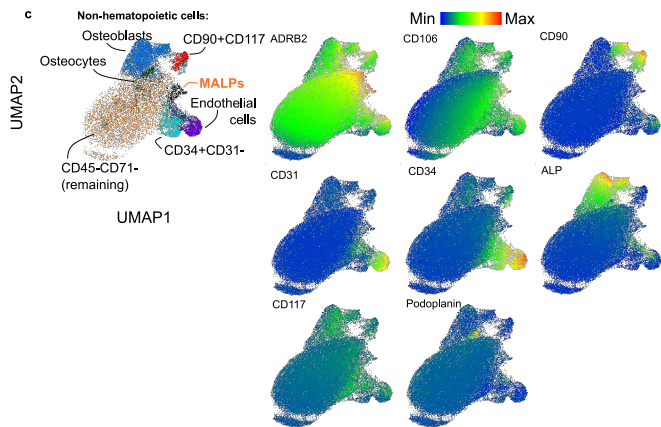 c
Non-hematopoietic cells:
Osteoblasts
CD90+CD117
Osteocytes
MALPs
Endothelial
cells
CD34+CD31-
CD45-CD71-
(remaining)
UMAP2
UMAP1
Min
Max
ADRB2
CD106
CD90
CD31
CD34
ALP
CD117
Podoplanin